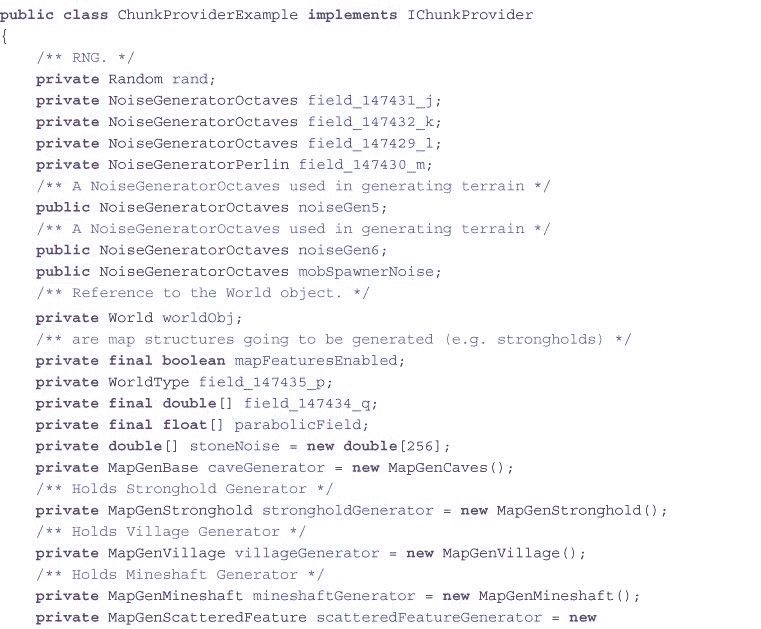 public class ChunkProviderExample implements IChunkProvider
{
    /** RNG. */
    private Random rand;
    private NoiseGeneratorOctaves field_147431_j;
    private NoiseGeneratorOctaves field_147432_k;
    private NoiseGeneratorOctaves field_147429_l;
    private NoiseGeneratorPerlin field_147430_m;
    /** A NoiseGeneratorOctaves used in generating terrain */
    public NoiseGeneratorOctaves noiseGen5;
    /** A NoiseGeneratorOctaves used in generating terrain */
    public NoiseGeneratorOctaves noiseGen6;
    public NoiseGeneratorOctaves mobSpawnerNoise;
    /** Reference to the World object. */
    private World worldObj;
    /** are map structures going to be generated (e.g. strongholds) */
    private final boolean mapFeaturesEnabled;
    private WorldType field_147435_p;
    private final double[] field_147434_q;
    private final float[] parabolicField;
    private double[] stoneNoise = new double[256];
    private MapGenBase caveGenerator = new MapGenCaves();
    /** Holds Stronghold Generator */
    private MapGenStronghold strongholdGenerator = new MapGenStronghold();
    /** Holds Village Generator */
    private MapGenVillage villageGenerator = new MapGenVillage();
    /** Holds Mineshaft Generator */
    private MapGenMineshaft mineshaftGenerator = new MapGenMineshaft();
    private MapGenScatteredFeature scatteredFeatureGenerator = new